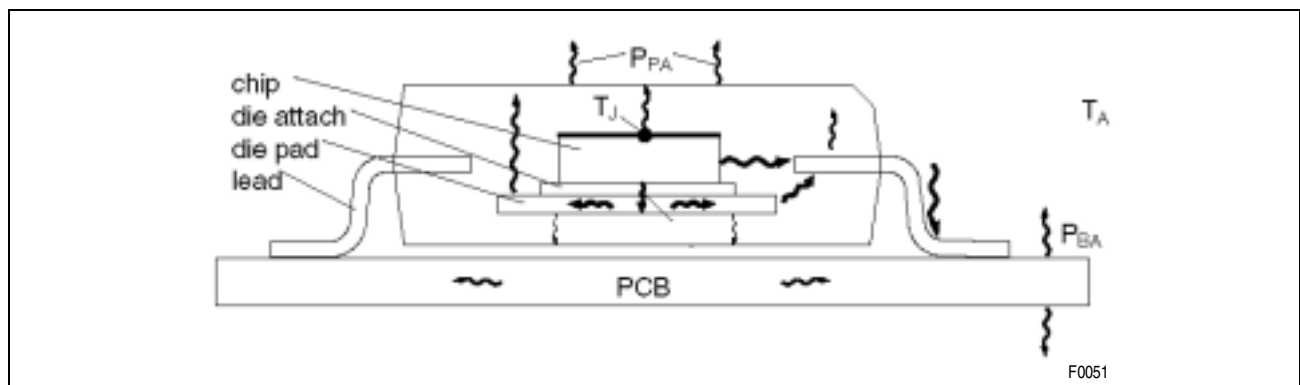 P_PA
chip
die attach
die pad
lead
T_J
T_A
P_BA
PCB
F0051